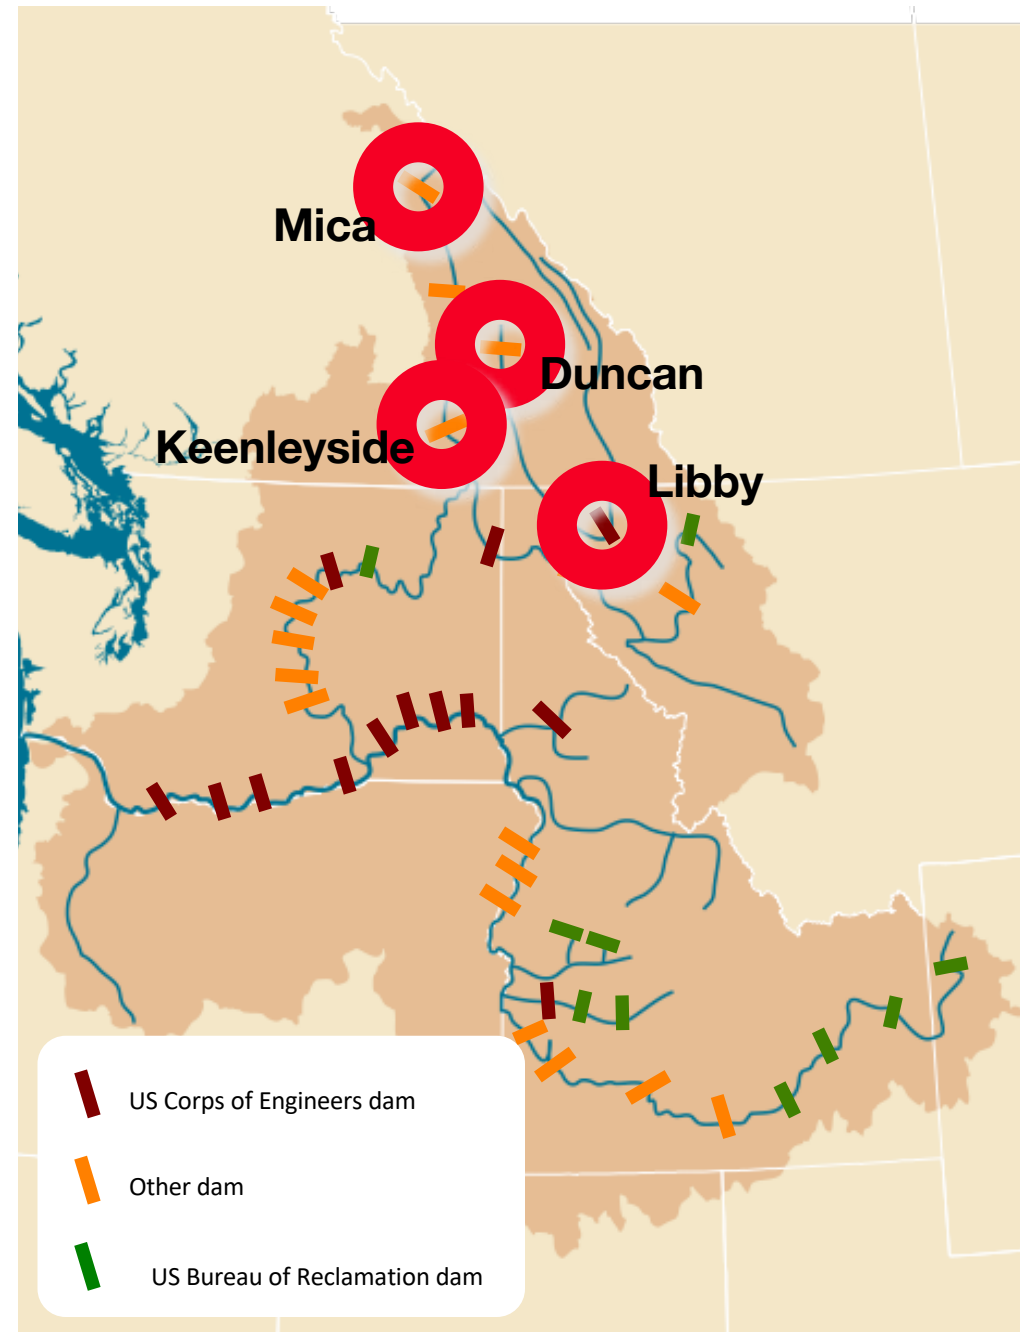 Mica
Duncan
Keenleyside
Libby
US Corps of Engineers dam
Other dam
US Bureau of Reclamation dam